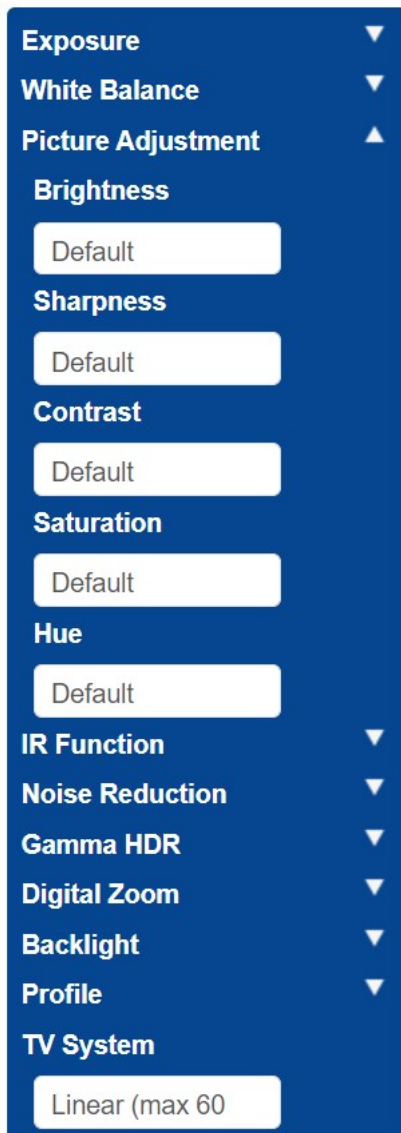 Exposure
White Balance
Picture Adjustment
Brightness
Default
Sharpness
Default
Contrast
Default
Saturation
Default
Hue
Default
IR Function
Noise Reduction
Gamma HDR
Digital Zoom
Backlight
Profile
TV System
Linear (max 60